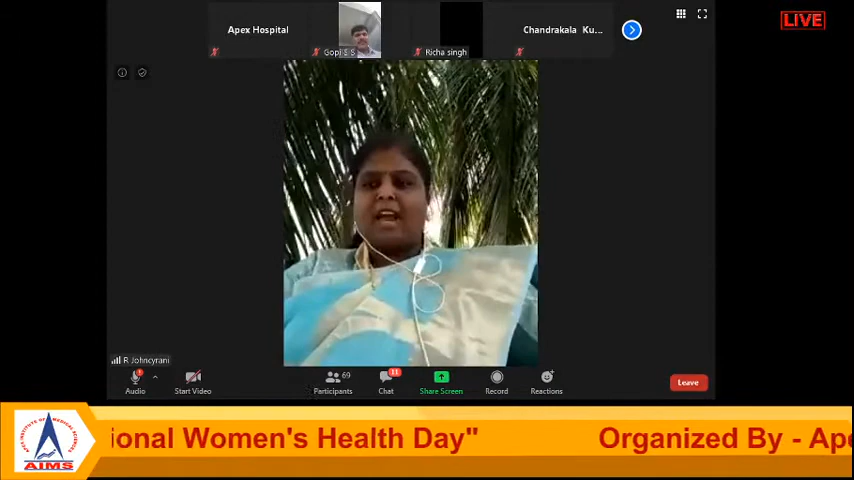 LIVE
Apex Hospital
Gopi S S
Richa singh
Chandrakala Ku...
R Johncyrani
Audio
Start Video
69
Participants
11
Chat
Share Screen
Record
Reactions
Leave
ional Women's Health Day"
Organized By - Ape
AIMS